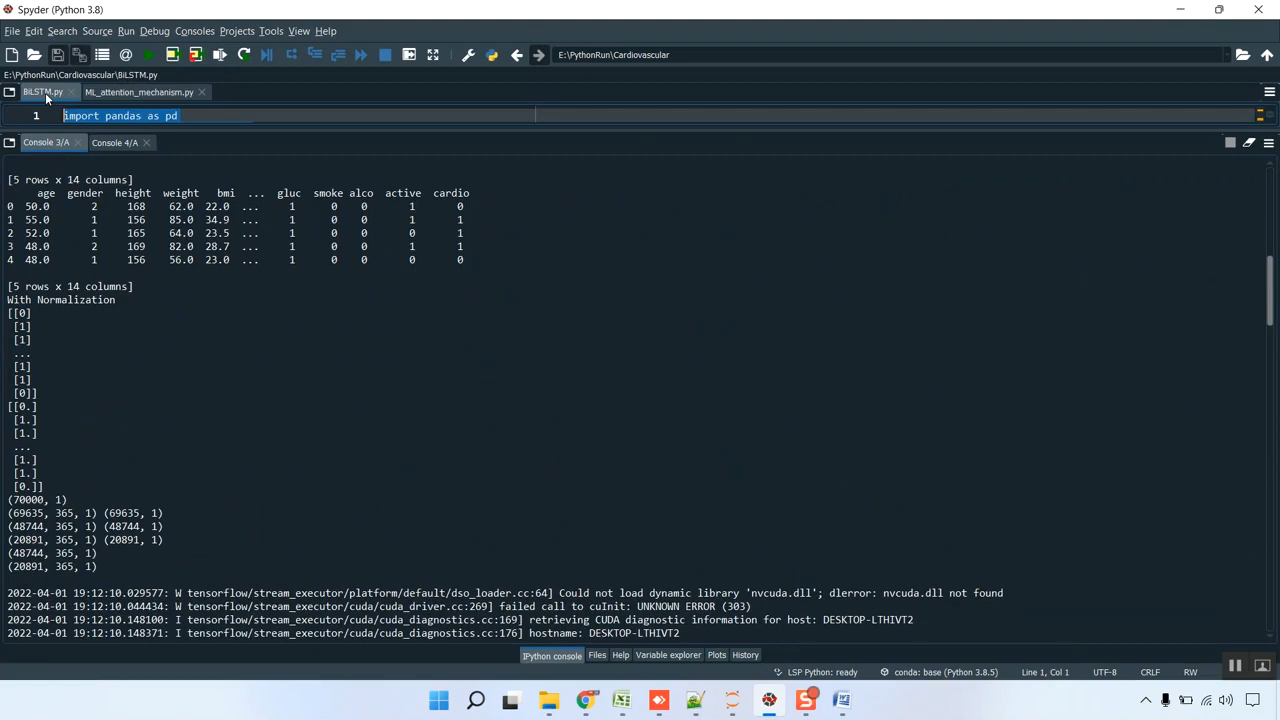 Spyder (Python 3.8)
File Edit Search Source Run Debug Consoles Projects Tools View Help
E:\PythonRun\Cardiovascular
E:\PythonRun\Cardiovascular\BiLSTM.py
BiLSTM.py ML_attention_mechanism.py
1 import pandas as pd
Console 3/A Console 4/A
[5 rows x 14 columns]
age gender height weight bmi ... gluc smoke alco active cardio
0 50.0 2 168 62.0 22.0 ... 1 0 0 1 0
1 55.0 1 156 85.0 34.9 ... 1 0 0 1 1
2 52.0 1 165 64.0 23.5 ... 1 0 0 0 1
3 48.0 2 169 82.0 28.7 ... 1 0 0 1 1
4 48.0 1 156 56.0 23.0 ... 1 0 0 0 0
[5 rows x 14 columns]
With Normalization
[[0]
[1]
[1]
...
[1]
[1]
[0]]
[[0.]
[1.]
[1.]
...
[1.]
[1.]
[0.]]
(70000, 1)
(69635, 365, 1) (69635, 1)
(48744, 365, 1) (48744, 1)
(20891, 365, 1) (20891, 1)
(48744, 365, 1)
(20891, 365, 1)
2022-04-01 19:12:10.029577: W tensorflow/stream_executor/platform/default/dso_loader.cc:64] Could not load dynamic library 'nvcuda.dll'; dlerror: nvcuda.dll not found
2022-04-01 19:12:10.044434: W tensorflow/stream_executor/cuda/cuda_driver.cc:269] failed call to cuInit: UNKNOWN ERROR (303)
2022-04-01 19:12:10.148100: I tensorflow/stream_executor/cuda/cuda_diagnostics.cc:169] retrieving CUDA diagnostic information for host: DESKTOP-LTHIVT2
2022-04-01 19:12:10.148371: I tensorflow/stream_executor/cuda/cuda_diagnostics.cc:176] hostname: DESKTOP-LTHIVT2
IPython console Files Help Variable explorer Plots History
LSP Python: ready conda: base (Python 3.8.5) Line 1, Col 1 UTF-8 CRLF RW